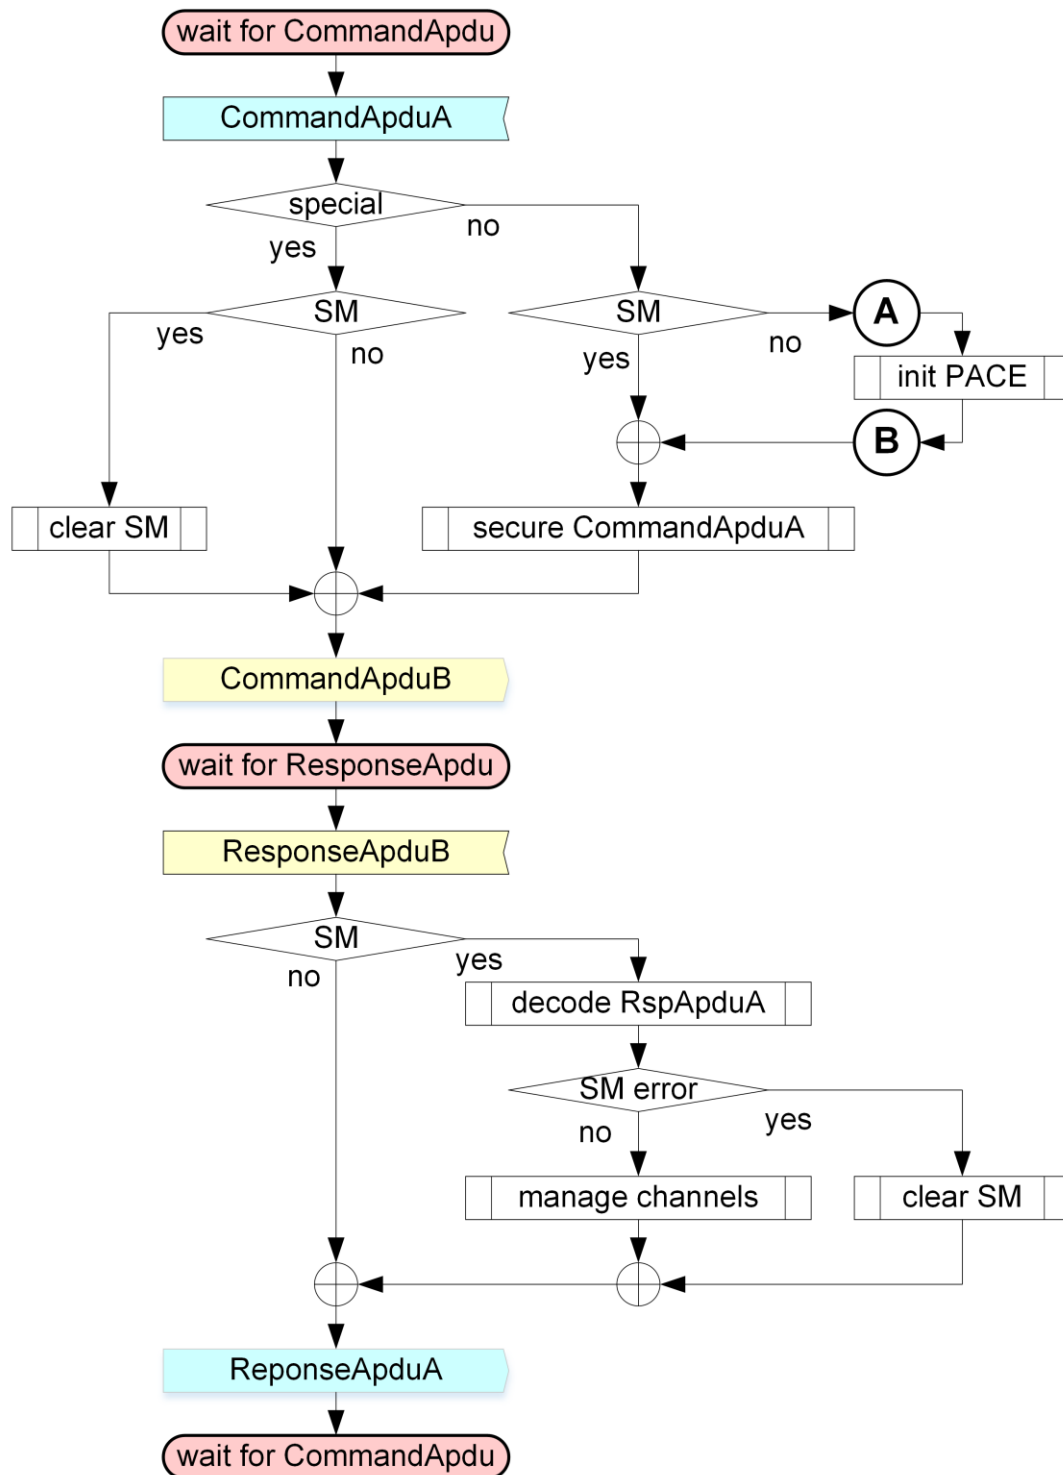 wait for CommandApdu
CommandApduA
special
yes
no
SM
yes
no
SM
yes
no
A
init PACE
B
clear SM
secure CommandApduA
CommandApduB
wait for ResponseApdu
ResponseApduB
SM
no
yes
decode RspApduA
SM error
no
yes
manage channels
clear SM
ReponseApduA
wait for CommandApdu